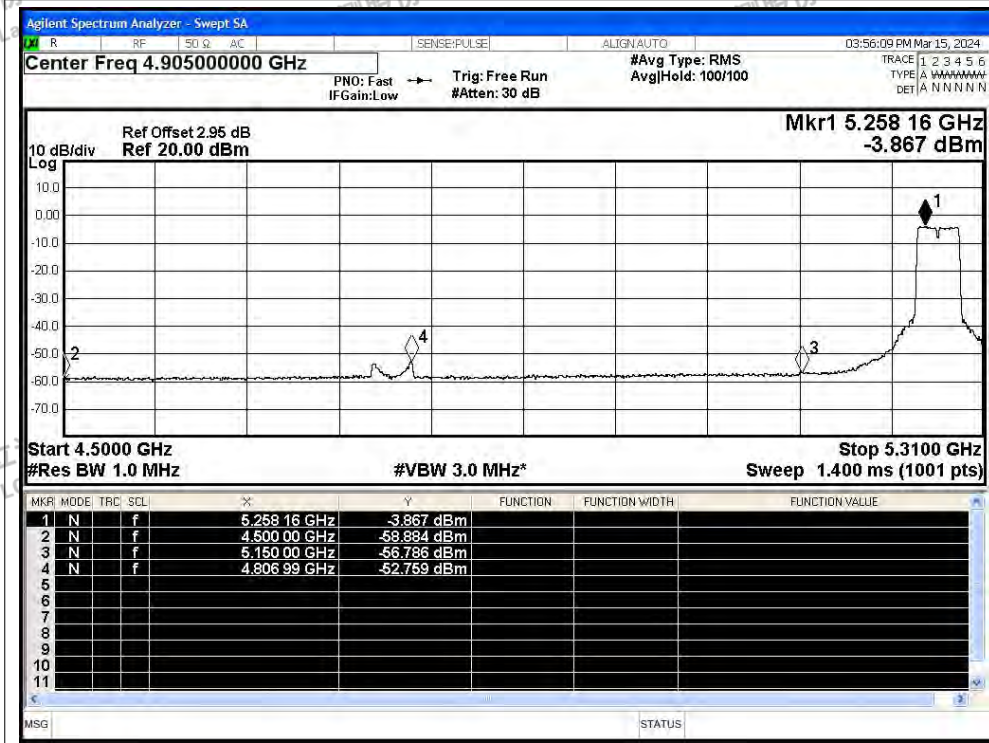 Agilent Spectrum Analyzer - Swept SA
R RF 50 Ω AC SENSE:PULSE ALIGN AUTO 03:56:09 PM Mar 15, 2024
Center Freq 4.905000000 GHz #Avg Type: RMS TRACE 1 2 3 4 5 6
PNO: Fast Trig: Free Run Avg|Hold: 100/100 TYPE A WWWWW
IFGain:Low #Atten: 30 dB DET A N N N N N
Ref Offset 2.95 dB Mkr1 5.258 16 GHz
10 dB/div Ref 20.00 dBm -3.867 dBm
Log
10.0
0.00
1
-10.0
-20.0
-30.0
-40.0
4
-50.0
2
3
-60.0
-70.0
Start 4.5000 GHz Stop 5.3100 GHz
#Res BW 1.0 MHz #VBW 3.0 MHz* Sweep 1.400 ms (1001 pts)
MKR MODE TRC SCL X Y FUNCTION FUNCTION WIDTH FUNCTION VALUE
1 N f 5.258 16 GHz -3.867 dBm
2 N f 4.500 00 GHz -58.884 dBm
3 N f 5.150 00 GHz -56.786 dBm
4 N f 4.806 99 GHz -52.759 dBm
5
6
7
8
9
10
11
MSG STATUS